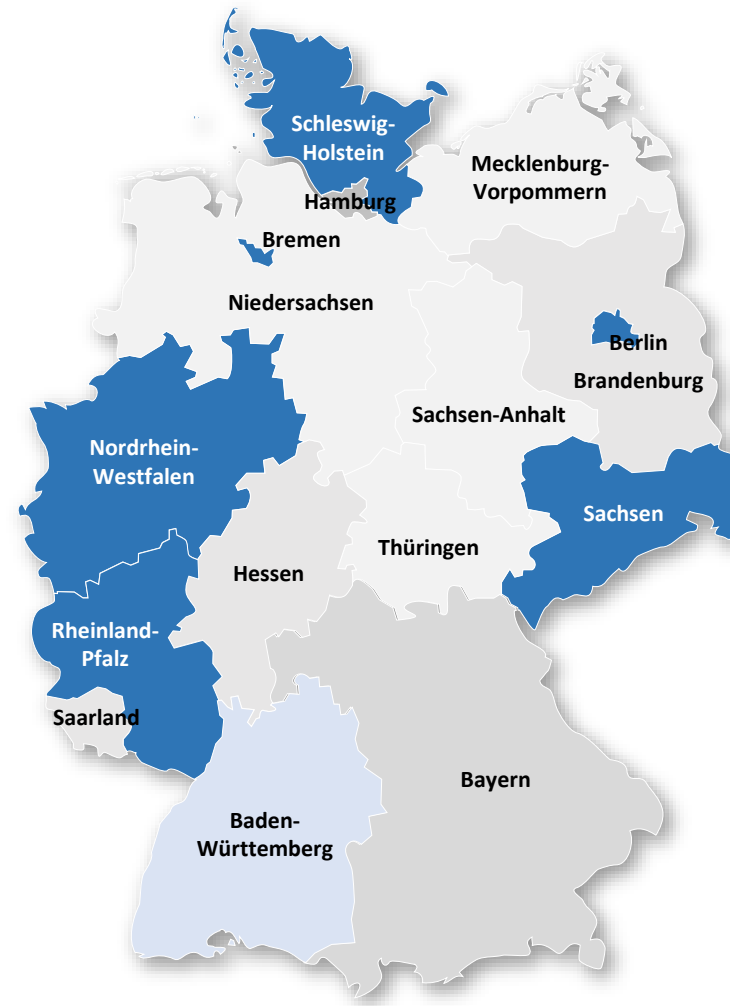 Schleswig-
Holstein
Mecklenburg-
Vorpommern
Hamburg
Bremen
Niedersachsen
Berlin
Brandenburg
Sachsen-Anhalt
Nordrhein-
Westfalen
Sachsen
Thüringen
Hessen
Rheinland-
Pfalz
Saarland
Bayern
Baden-
Württemberg